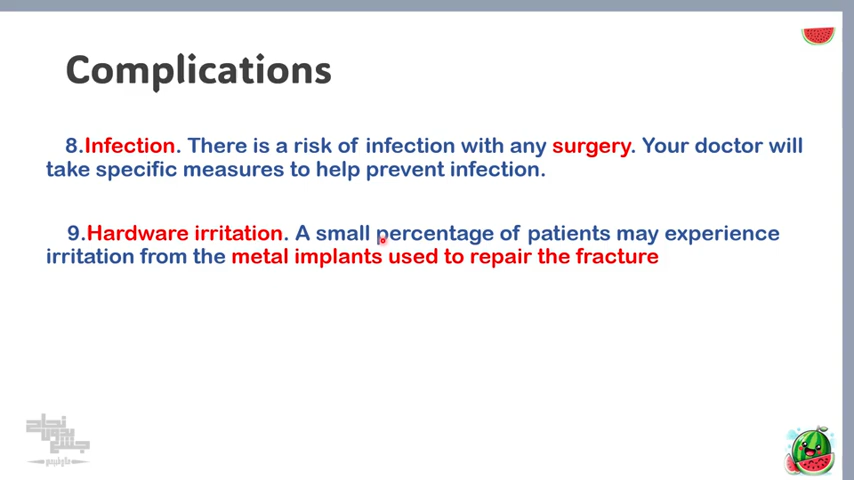 Complications
8.Infection. There is a risk of infection with any surgery. Your doctor will
take specific measures to help prevent infection.
9.Hardware irritation. A small percentage of patients may experience
irritation from the metal implants used to repair the fracture